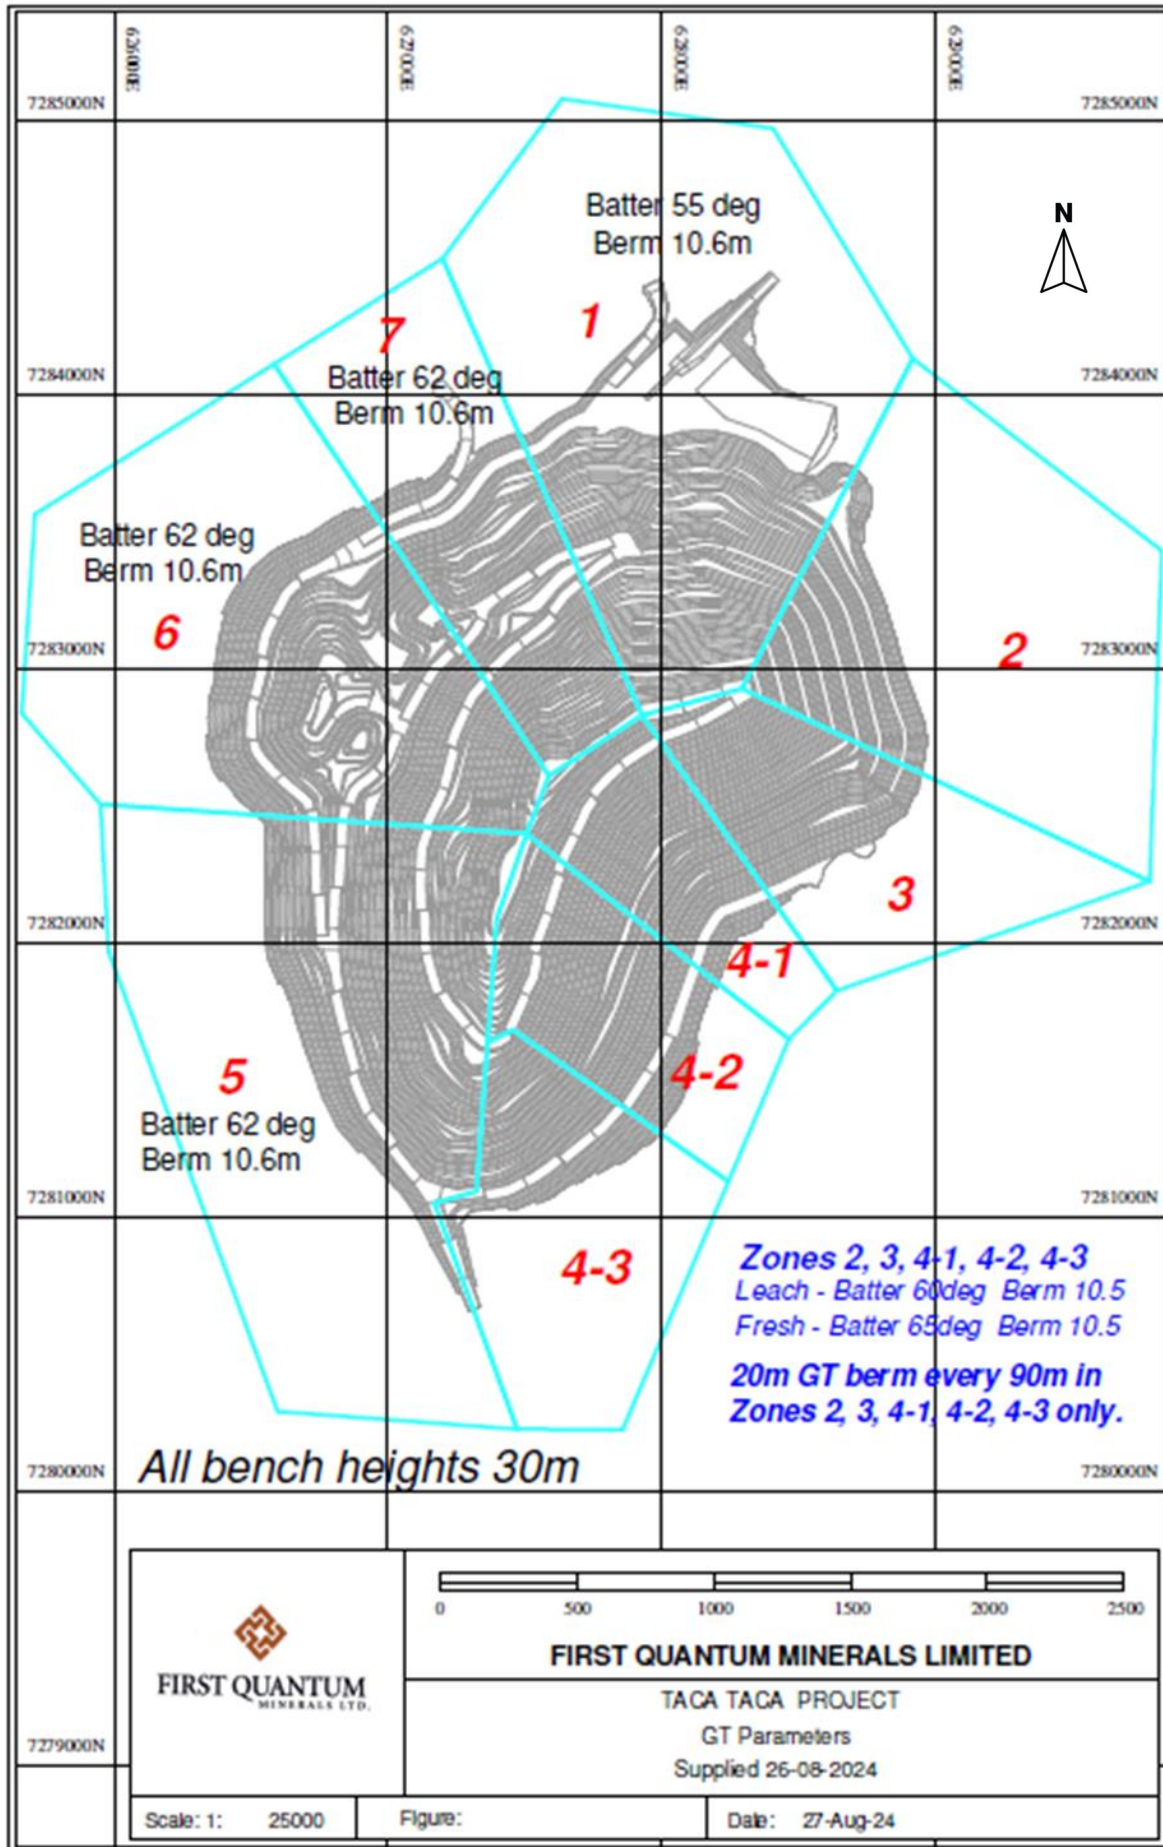 626000E
627000E
628000E
629000E
7285000N
7285000N
N
Batter 55 deg
Berm 10.6m
1
7
7284000N
7284000N
Batter 62 deg
Berm 10.6m
Batter 62 deg
Berm 10.6m
6
2
7283000N
7283000N
3
7282000N
7282000N
4-1
4-2
5
Batter 62 deg
Berm 10.6m
7281000N
7281000N
4-3
Zones 2, 3, 4-1, 4-2, 4-3
Leach - Batter 60deg Berm 10.5
Fresh - Batter 65deg Berm 10.5
20m GT berm every 90m in
Zones 2, 3, 4-1, 4-2, 4-3 only.
All bench heights 30m
7280000N
7280000N
0 500 1000 1500 2000 2500
FIRST QUANTUM
MINERALS LTD.
FIRST QUANTUM MINERALS LIMITED
TACA TACA PROJECT
GT Parameters
Supplied 26-08-2024
7279000N
Scale: 1: 25000
Figure:
Date: 27-Aug-24